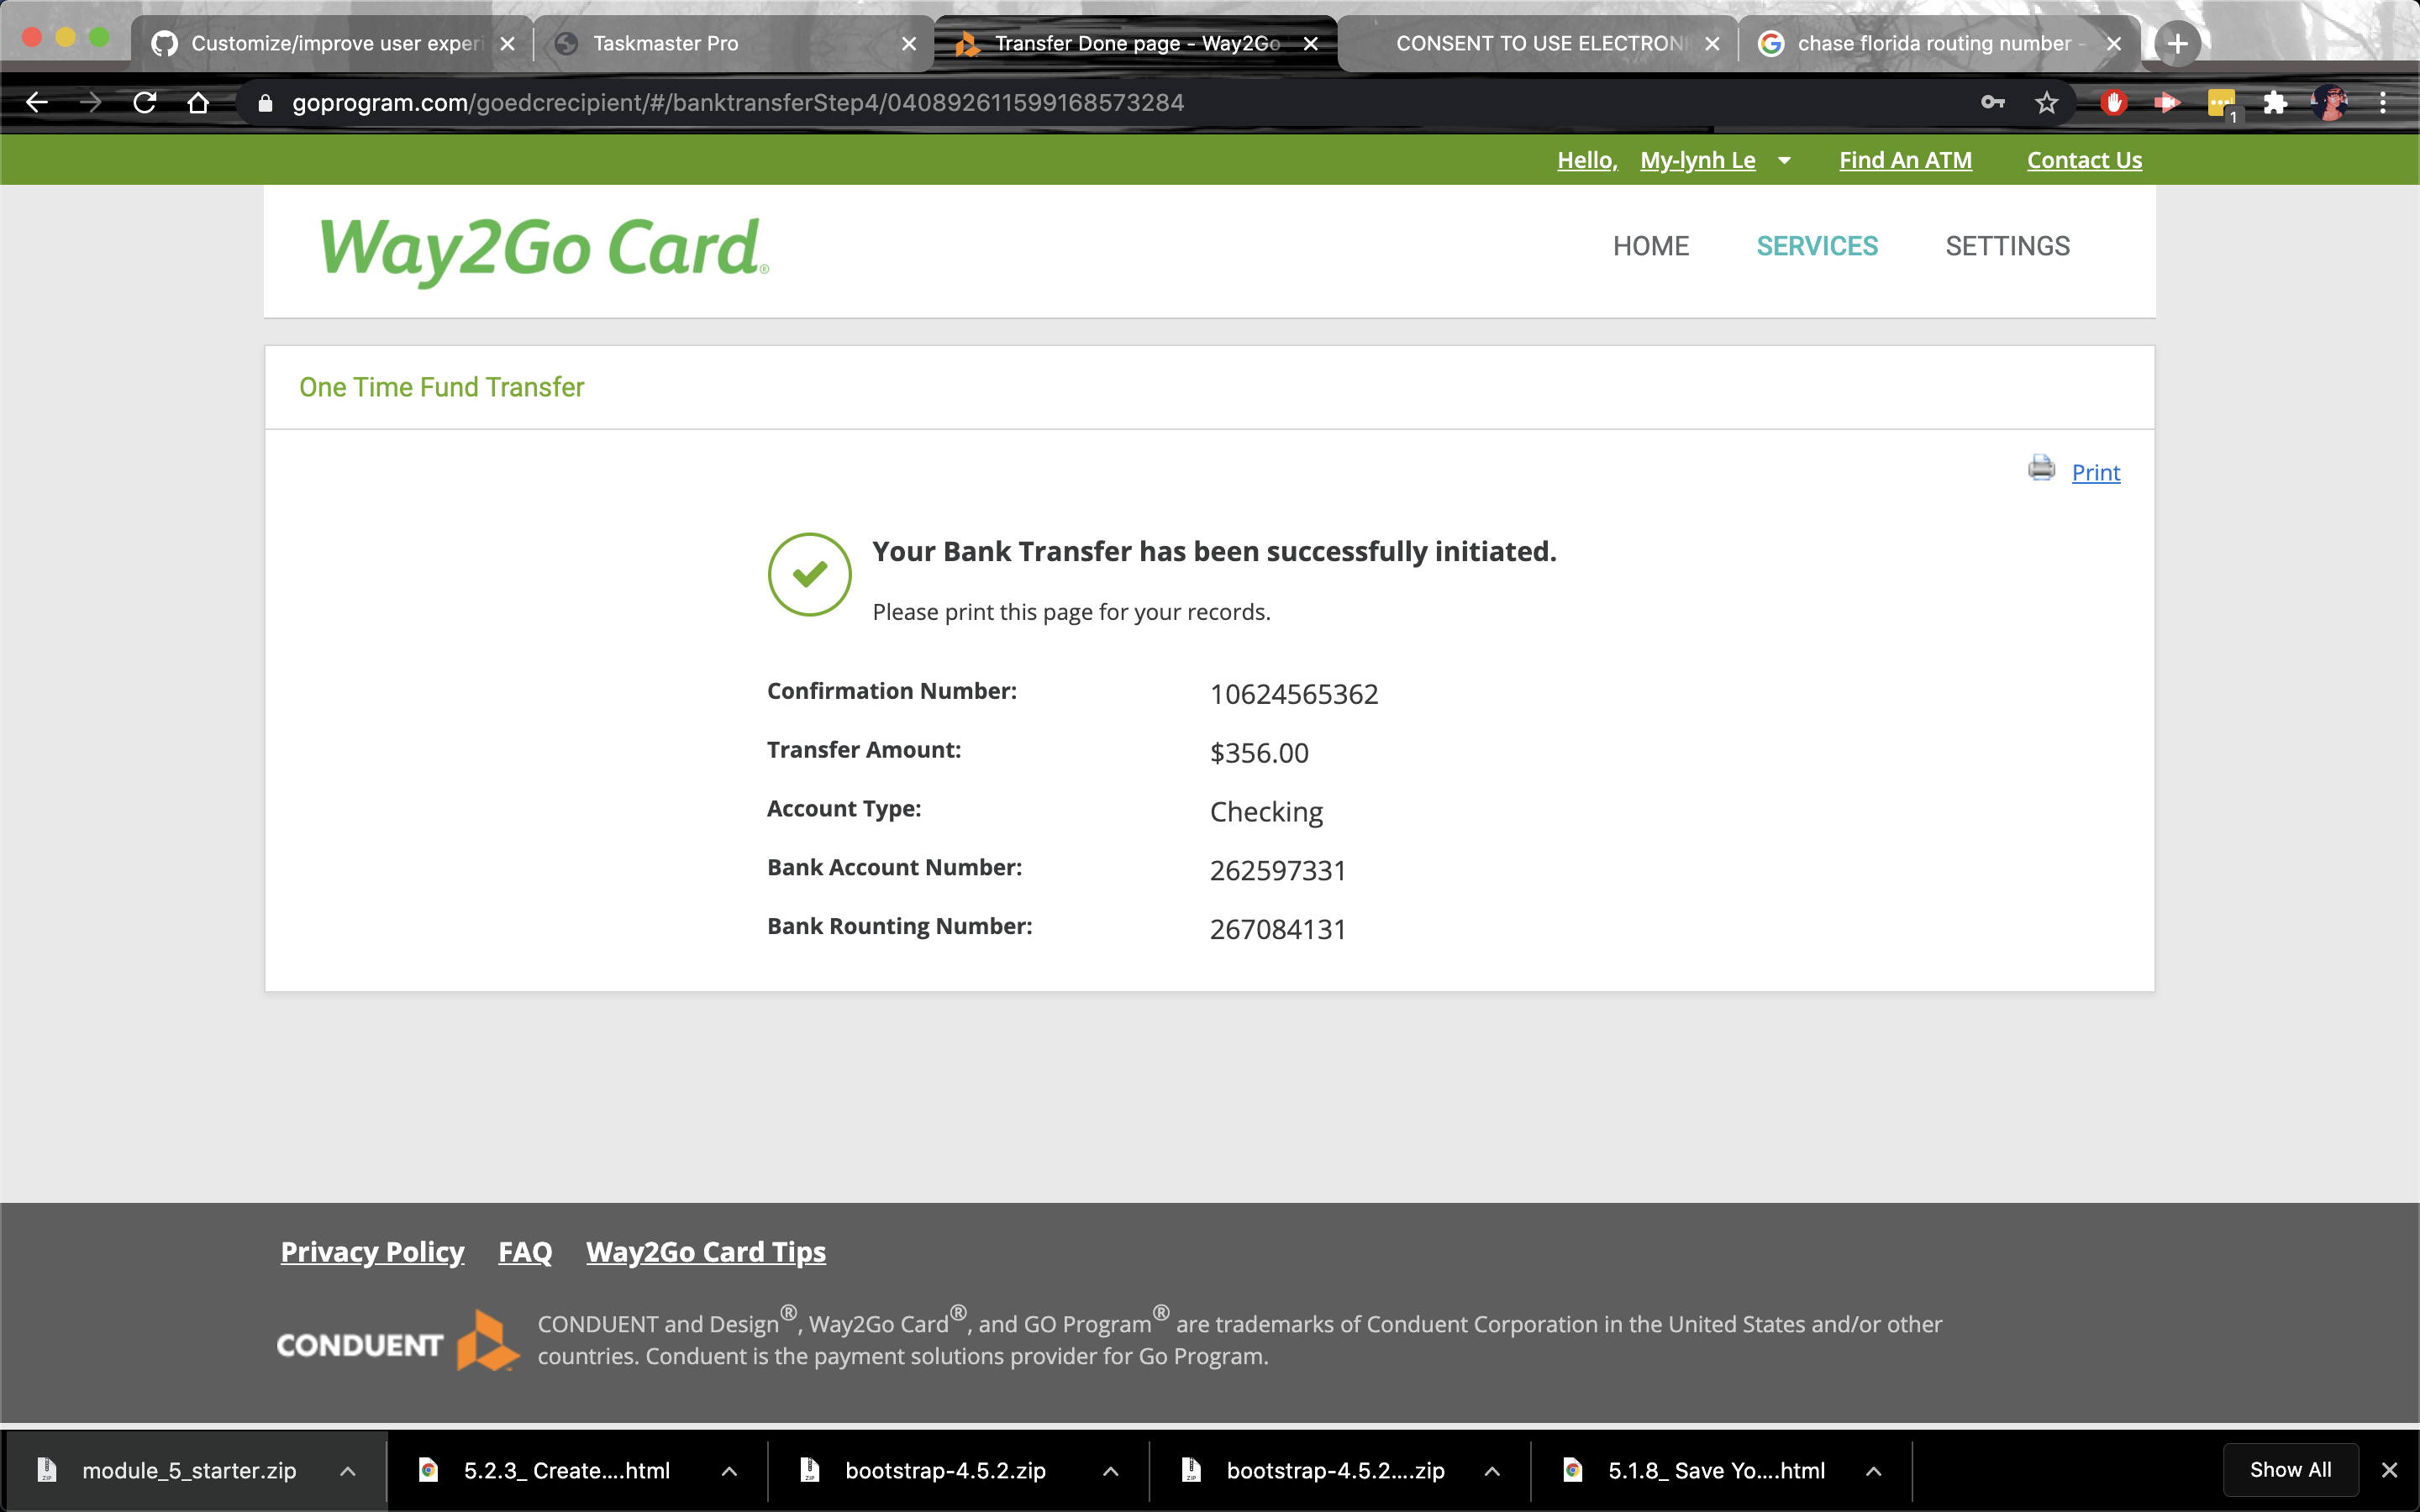 Customize/improve user experi
Taskmaster Pro
Transfer Done page - Way2Go
CONSENT TO USE ELECTRONI
chase florida routing number -
goprogram.com/goedcrecipient/#/banktransferStep4/040892611599168573284
1
Hello, My-lynh Le
Find An ATM
Contact Us
Way2Go Card®
HOME
SERVICES
SETTINGS
One Time Fund Transfer
Print
Your Bank Transfer has been successfully initiated.
Please print this page for your records.
Confirmation Number: 10624565362
Transfer Amount: $356.00
Account Type: Checking
Bank Account Number: 262597331
Bank Rounting Number: 267084131
Privacy Policy
FAQ
Way2Go Card Tips
CONDUENT
CONDUENT and Design®, Way2Go Card®, and GO Program® are trademarks of Conduent Corporation in the United States and/or other
countries. Conduent is the payment solutions provider for Go Program.
module_5_starter.zip
5.2.3_ Create....html
bootstrap-4.5.2.zip
bootstrap-4.5.2....zip
5.1.8_ Save Yo....html
Show All